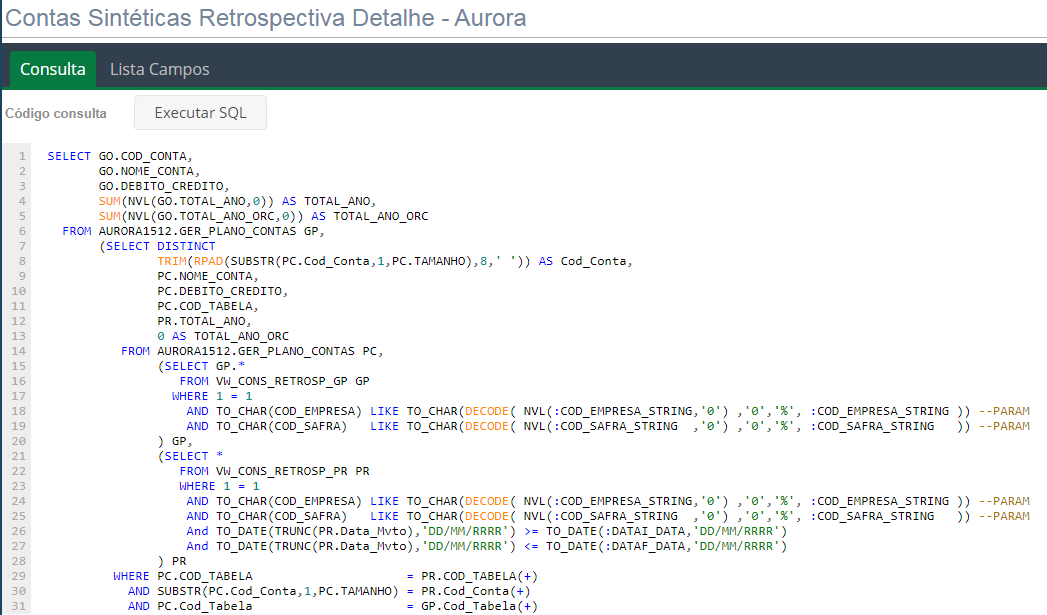 Contas Sintéticas Retrospectiva Detalhe - Aurora
Consulta Lista Campos
Código consulta Executar SQL
1 SELECT GO.COD_CONTA,
2 GO.NOME_CONTA,
3 GO.DEBITO_CREDITO,
4 SUM(NVL(GO.TOTAL_ANO,0)) AS TOTAL_ANO,
5 SUM(NVL(GO.TOTAL_ANO_ORC,0)) AS TOTAL_ANO_ORC
6 FROM AURORA1512.GER_PLANO_CONTAS GP,
7 (SELECT DISTINCT
8 TRIM(RPAD(SUBSTR(PC.Cod_Conta,1,PC.TAMANHO),8,' ')) AS Cod_Conta,
9 PC.NOME_CONTA,
10 PC.DEBITO_CREDITO,
11 PC.COD_TABELA,
12 PR.TOTAL_ANO,
13 0 AS TOTAL_ANO_ORC
14 FROM AURORA1512.GER_PLANO_CONTAS PC,
15 (SELECT GP.*
16 FROM VW_CONS_RETROSP_GP GP
17 WHERE 1 = 1
18 AND TO_CHAR(COD_EMPRESA) LIKE TO_CHAR(DECODE( NVL(:COD_EMPRESA_STRING,'0') ,'0','%', :COD_EMPRESA_STRING )) --PARAM
19 AND TO_CHAR(COD_SAFRA) LIKE TO_CHAR(DECODE( NVL(:COD_SAFRA_STRING ,'0') ,'0','%', :COD_SAFRA_STRING )) --PARAM
20 ) GP,
21 (SELECT *
22 FROM VW_CONS_RETROSP_PR PR
23 WHERE 1 = 1
24 AND TO_CHAR(COD_EMPRESA) LIKE TO_CHAR(DECODE( NVL(:COD_EMPRESA_STRING,'0') ,'0','%', :COD_EMPRESA_STRING )) --PARAM
25 AND TO_CHAR(COD_SAFRA) LIKE TO_CHAR(DECODE( NVL(:COD_SAFRA_STRING ,'0') ,'0','%', :COD_SAFRA_STRING )) --PARAM
26 And TO_DATE(TRUNC(PR.Data_Mvto),'DD/MM/RRRR') >= TO_DATE(:DATAI_DATA,'DD/MM/RRRR')
27 And TO_DATE(TRUNC(PR.Data_Mvto),'DD/MM/RRRR') <= TO_DATE(:DATAF_DATA,'DD/MM/RRRR')
28 ) PR
29 WHERE PC.COD_TABELA = PR.COD_TABELA(+)
30 AND SUBSTR(PC.Cod_Conta,1,PC.TAMANHO) = PR.Cod_Conta(+)
31 AND PC.Cod_Tabela = GP.Cod_Tabela(+)